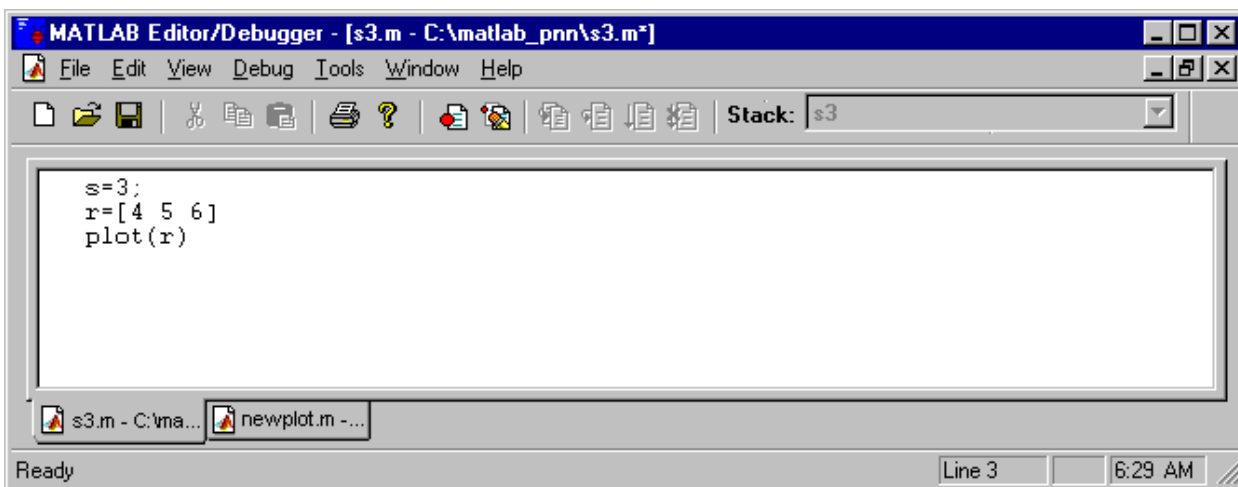 MATLAB Editor/Debugger - [s3.m - C:\matlab_pnn\s3.m*]
File Edit View Debug Tools Window Help
Stack: s3
s=3;
r=[4 5 6]
plot(r)
s3.m - C:\ma... newplot.m -...
Ready Line 3 6:29 AM